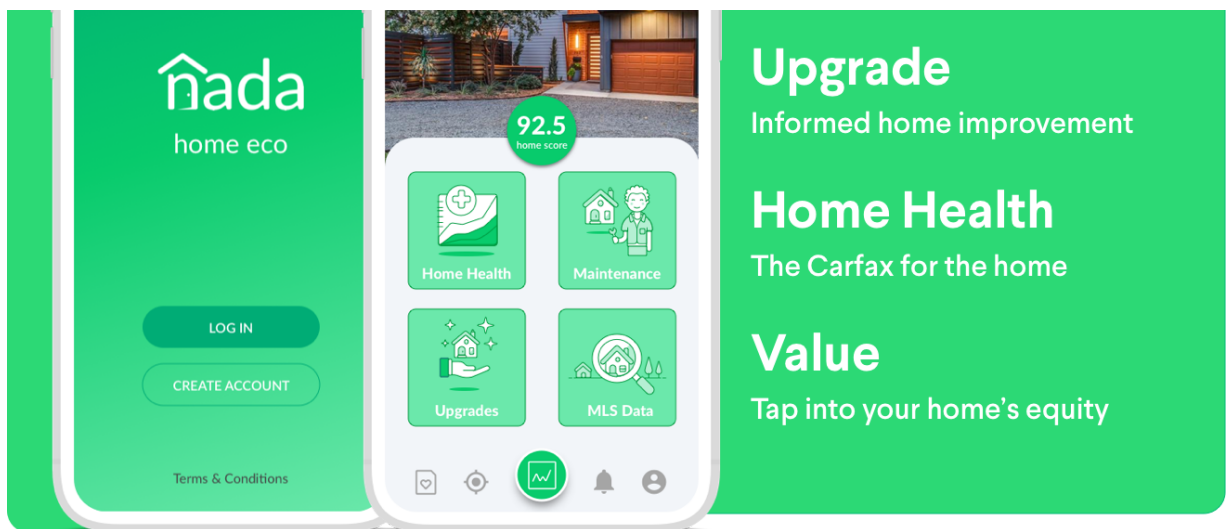 nada
home eco
LOG IN
CREATE ACCOUNT
Terms & Conditions
92.5
home score
Home Health
Maintenance
Upgrades
MLS Data
Upgrade
Informed home improvement
Home Health
The Carfax for the home
Value
Tap into your home’s equity